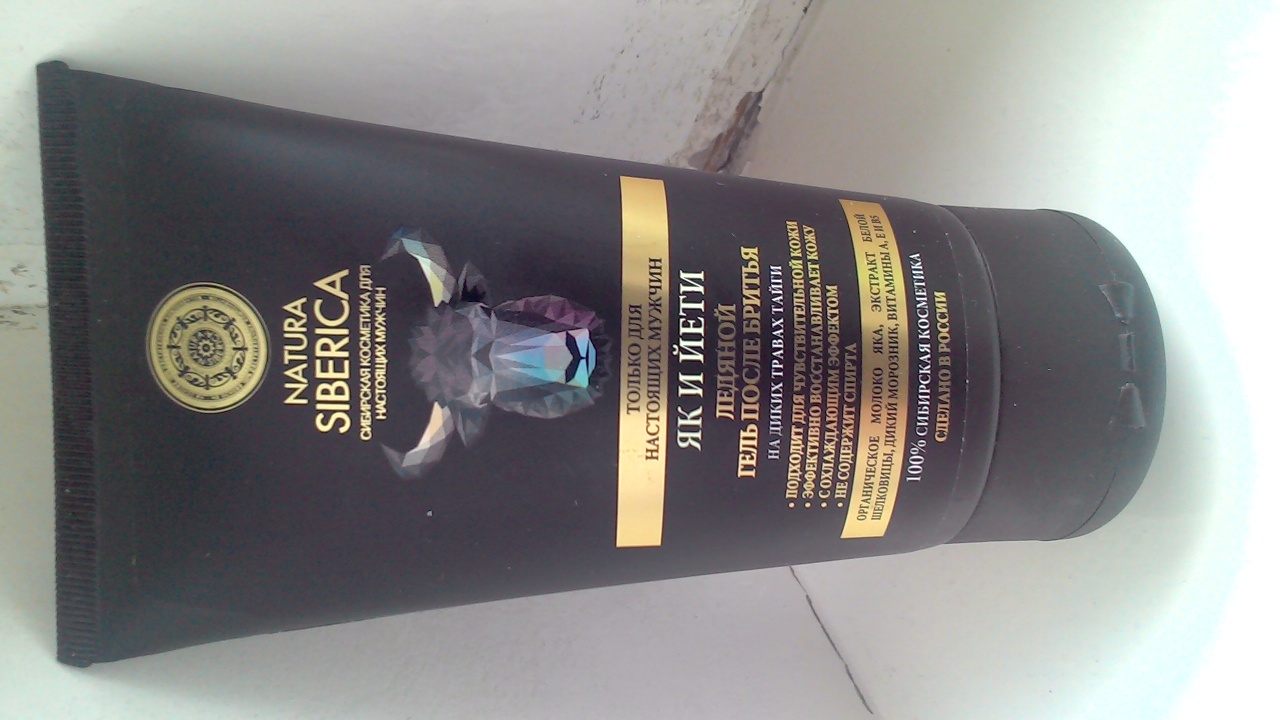 NATURA
SIBERICA
СИБИРСКАЯ КОСМЕТИКА ДЛЯ
НАСТОЯЩИХ МУЖЧИН
ТОЛЬКО ДЛЯ
НАСТОЯЩИХ МУЖЧИН
ЯК И ЙЕТИ
ЛЕДЯНОЙ
ГЕЛЬ ПОСЛЕ БРИТЬЯ
НА ДИКИХ ТРАВАХ ТАЙГИ
• ПОДХОДИТ ДЛЯ ЧУВСТВИТЕЛЬНОЙ КОЖИ
• ЭФФЕКТИВНО ВОССТАНАВЛИВАЕТ КОЖУ
• С ОХЛАЖДАЮЩИМ ЭФФЕКТОМ
• НЕ СОДЕРЖИТ СПИРТА
ОРГАНИЧЕСКОЕ МОЛОКО ЯКА, ЭКСТРАКТ БЕЛОЙ
ШЕЛКОВИЦЫ, ДИКИЙ МОРОЗНИК, ВИТАМИНЫ А, Е И B5
100% СИБИРСКАЯ КОСМЕТИКА
СДЕЛАНО В РОССИИ